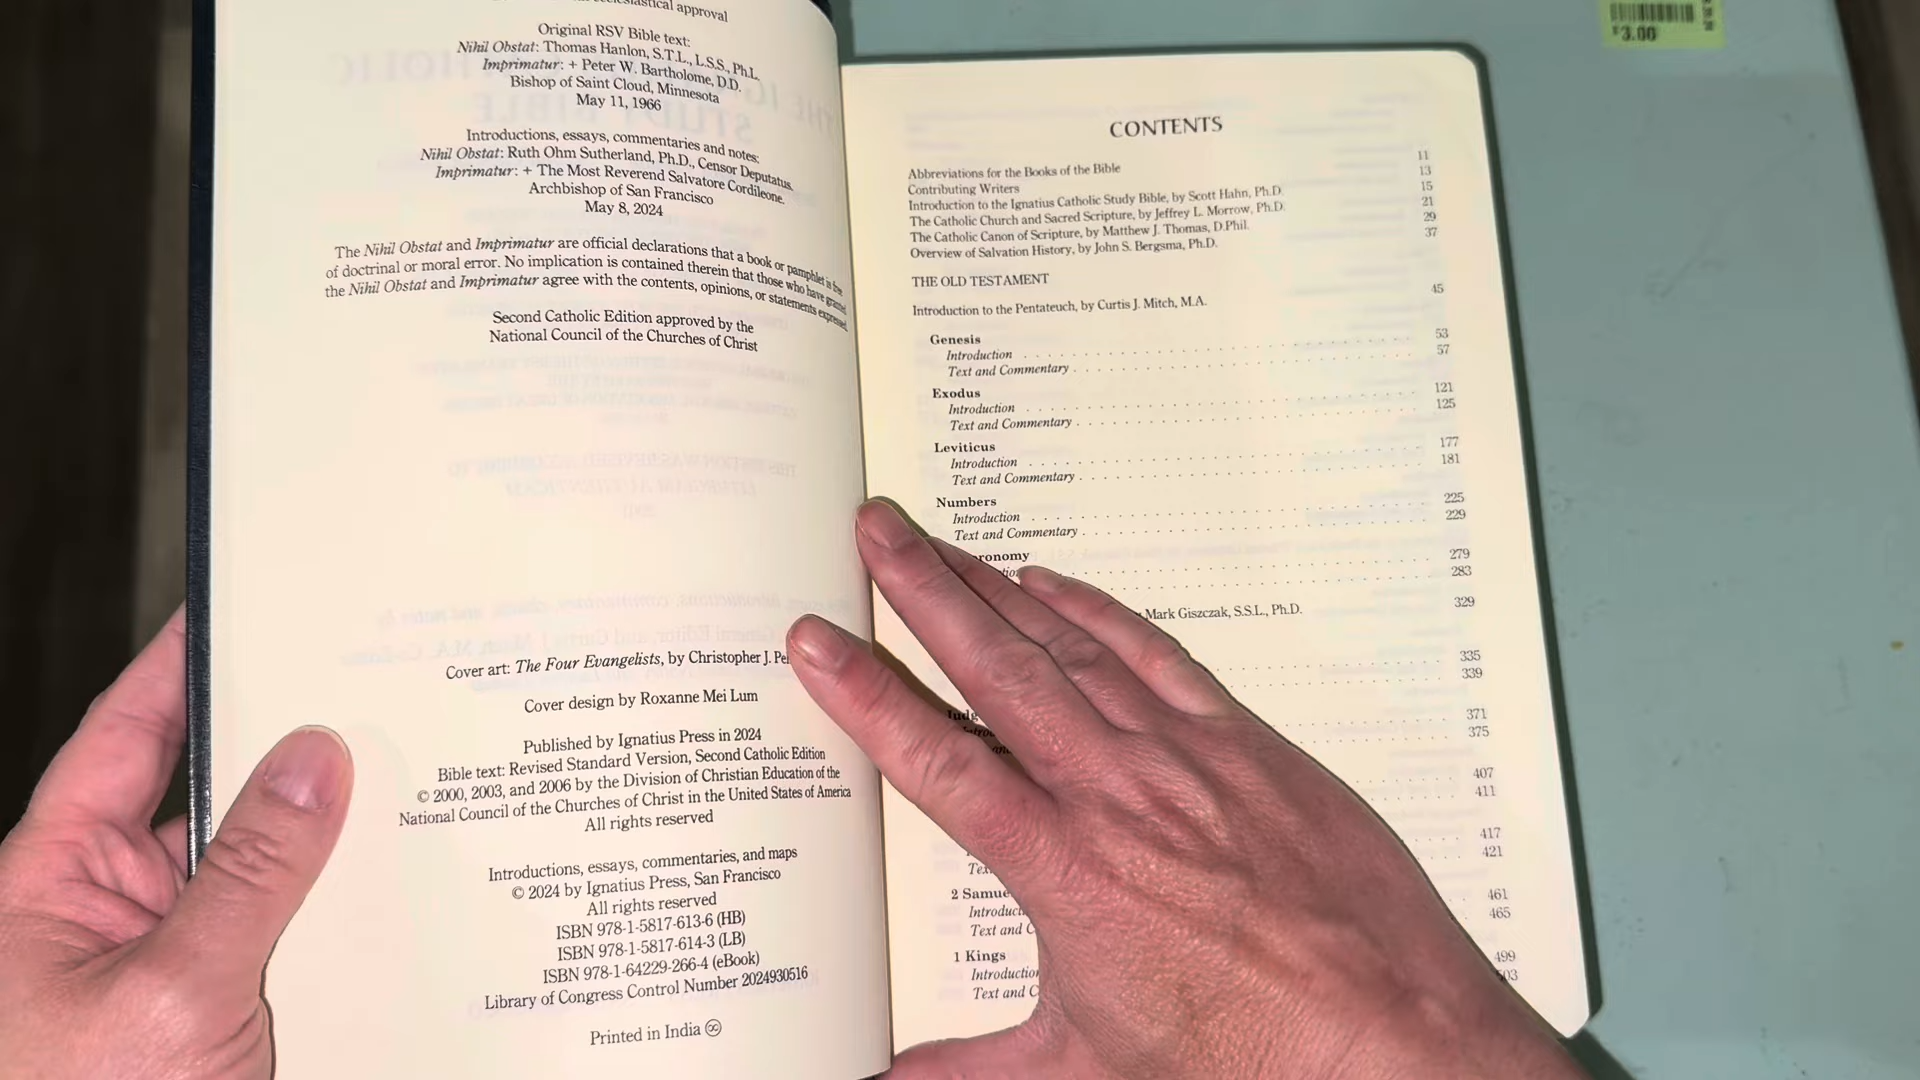 ecclesiastical approval
Original RSV Bible text:
Nihil Obstat: Thomas Hanlon, S.T.L., L.S.S., Ph.L.
Imprimatur: + Peter W. Bartholome, D.D.
Bishop of Saint Cloud, Minnesota
May 11, 1966
Introductions, essays, commentaries and notes:
Nihil Obstat: Ruth Ohm Sutherland, Ph.D., Censor Deputatus
Imprimatur: + The Most Reverend Salvatore Cordileone.
Archbishop of San Francisco
May 8, 2024
The Nihil Obstat and Imprimatur are official declarations that a book or pamphlet is free
of doctrinal or moral error. No implication is contained therein that those who have granted
the Nihil Obstat and Imprimatur agree with the contents, opinions, or statements expressed.
Second Catholic Edition approved by the
National Council of the Churches of Christ
Cover art: The Four Evangelists, by Christopher J.
Cover design by Roxanne Mei Lum
Published by Ignatius Press in 2024
Bible text: Revised Standard Version, Second Catholic Edition
© 2000, 2003, and 2006 by the Division of Christian Education of the
National Council of the Churches of Christ in the United States of America
All rights reserved
Introductions, essays, commentaries, and maps
© 2024 by Ignatius Press, San Francisco
All rights reserved
ISBN 978-1-5817-613-6 (HB)
ISBN 978-1-5817-614-3 (LB)
ISBN 978-1-64229-266-4 (eBook)
Library of Congress Control Number 2024930516
Printed in India ♾
CONTENTS
Abbreviations for the Books of the Bible 11
Contributing Writers 13
Introduction to the Ignatius Catholic Study Bible, by Scott Hahn, Ph.D. 15
The Catholic Church and Sacred Scripture, by Jeffrey L. Morrow, Ph.D. 21
The Catholic Canon of Scripture, by Matthew J. Thomas, D.Phil. 29
Overview of Salvation History, by John S. Bergsma, Ph.D. 37
THE OLD TESTAMENT
Introduction to the Pentateuch, by Curtis J. Mitch, M.A. 45
Genesis
Introduction 53
Text and Commentary 57
Exodus
Introduction 121
Text and Commentary 125
Leviticus
Introduction 177
Text and Commentary 181
Numbers
Introduction 225
Text and Commentary 229
ronomy
279
283
Mark Giszczak, S.S.L., Ph.D. 329
335
339
Judg
Intro 371
375
407
411
417
Tex 421
2 Samue
Introduct 461
Text and C 465
1 Kings
Introductio 499
Text and C 503
$3.00